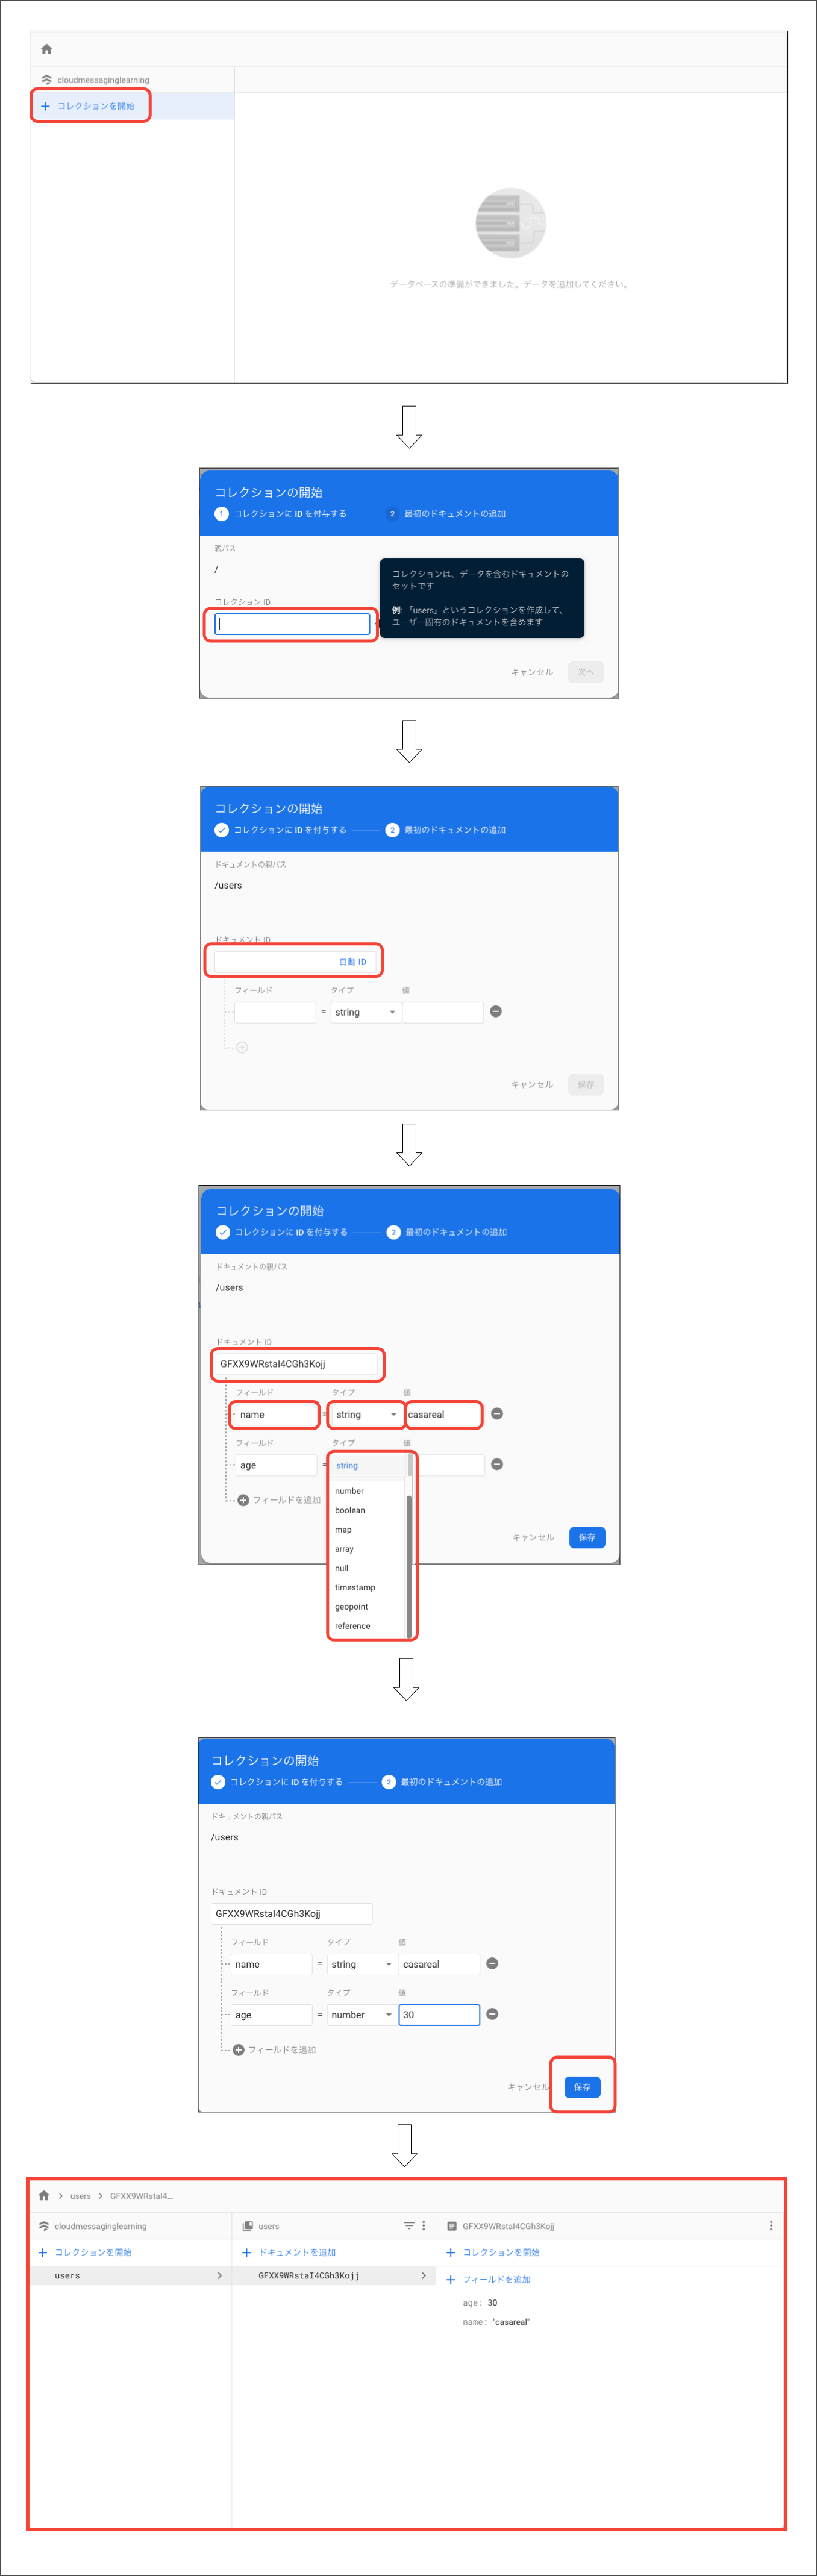 cloudmessaginglearning
+ コレクションを開始
データベースの準備ができました。データを追加してください。
コレクションの開始
1 コレクションに ID を付与する 2 最初のドキュメントの追加
親パス
/
コレクションは、データを含むドキュメントの
セットです
例: 「users」というコレクションを作成して、
ユーザー固有のドキュメントを含めます
コレクション ID
キャンセル 次へ
コレクションの開始
コレクションに ID を付与する 2 最初のドキュメントの追加
ドキュメントの親パス
/users
ドキュメント ID
自動 ID
フィールド タイプ 値
= string
キャンセル 保存
コレクションの開始
コレクションに ID を付与する 2 最初のドキュメントの追加
ドキュメントの親パス
/users
ドキュメント ID
GFXX9WRstaI4CGh3Kojj
フィールド タイプ 値
name = string casareal
フィールド タイプ 値
age = string
number
フィールドを追加
boolean
map
キャンセル 保存
array
null
timestamp
geopoint
reference
コレクションの開始
コレクションに ID を付与する 2 最初のドキュメントの追加
ドキュメントの親パス
/users
ドキュメント ID
GFXX9WRstaI4CGh3Kojj
フィールド タイプ 値
name = string casareal
フィールド タイプ 値
age = number 30
フィールドを追加
キャンセル 保存
> users > GFXX9WRstaI4...
cloudmessaginglearning users GFXX9WRstaI4CGh3Kojj
+ コレクションを開始 + ドキュメントを追加 + コレクションを開始
users > GFXX9WRstaI4CGh3Kojj > + フィールドを追加
age: 30
name: "casareal"